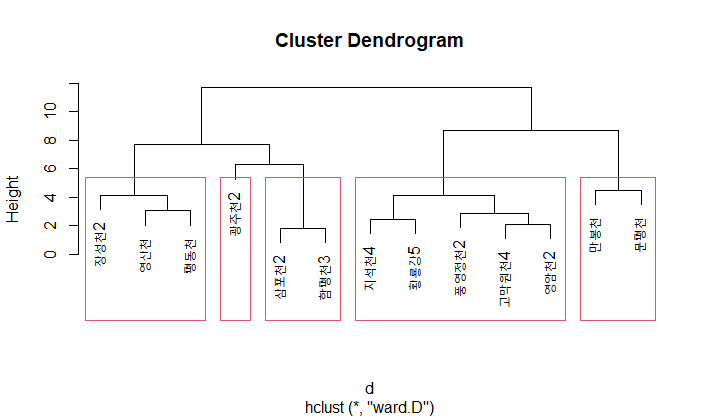 Cluster Dendrogram
Height
0 2 4 6 8 10
장성천2
영산천
평동천
광주천2
삼포천2
함평천3
지석천4
황룡강5
풍영정천2
고막원천4
영암천2
만봉천
문평천
d
hclust (*, "ward.D")